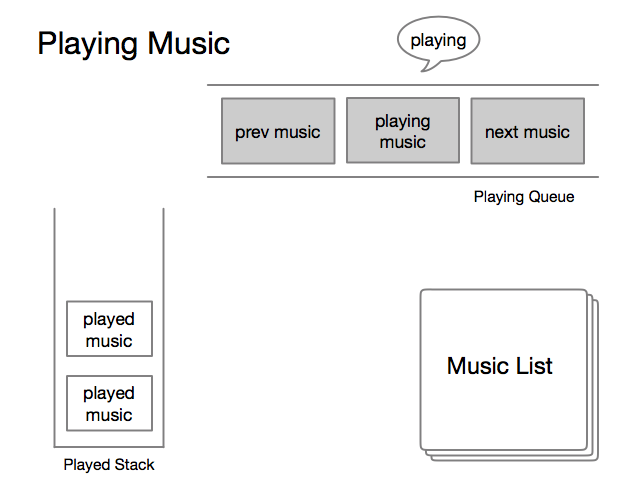 Playing Music
playing
prev music
playing
music
next music
Playing Queue
played
music
played
music
Played Stack
Music List